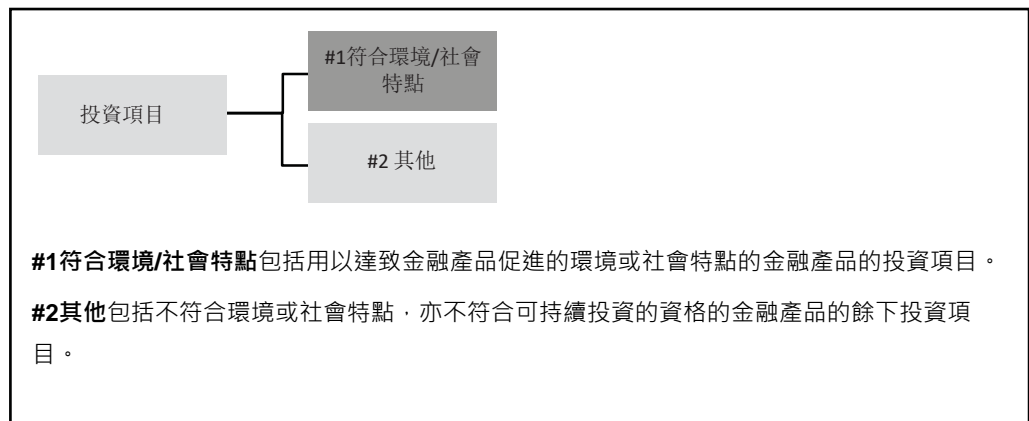 #1符合環境/社會
特點
投資項目
#2 其他
#1符合環境/社會特點包括用以達致金融產品促進的環境或社會特點的金融產品的投資項目。
#2其他包括不符合環境或社會特點，亦不符合可持續投資的資格的金融產品的餘下投資項
目。